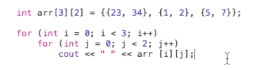 int arr[3][2] = {{23, 34}, {1, 2}, {5, 7}};
for (int i = 0; i < 3; i++)
for (int j = 0; j < 2; j++)
cout << " " << arr [i][j];